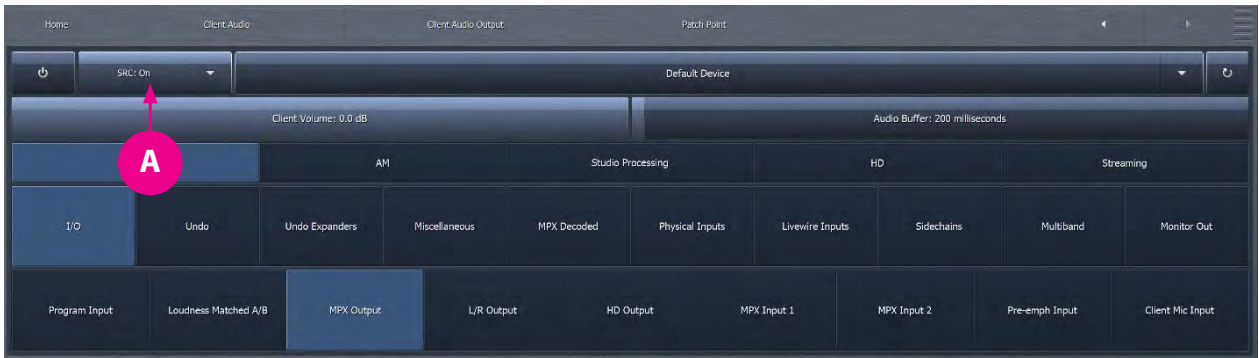 Home Client Audio Client Audio Output Patch Point
SRC: On Default Device
Client Volume: 0.0 dB Audio Buffer: 200 milliseconds
A
AM Studio Processing HD Streaming
I/O Undo Undo Expanders Miscellaneous MPX Decoded Physical Inputs Livewire Inputs Sidechains Multiband Monitor Out
Program Input Loudness Matched A/B MPX Output L/R Output HD Output MPX Input 1 MPX Input 2 Pre-emph Input Client Mic Input